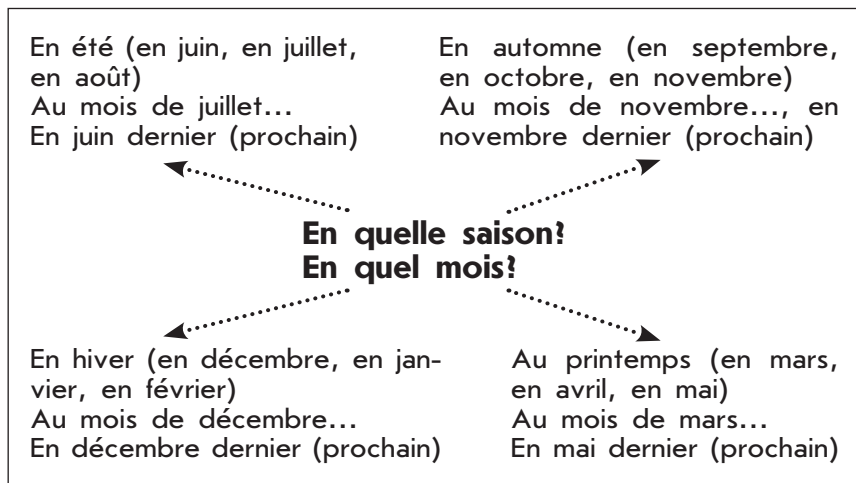 En été (en juin, en juillet,
en août)
Au mois de juillet...
En juin dernier (prochain)
En automne (en septembre,
en octobre, en novembre)
Au mois de novembre..., en
novembre dernier (prochain)
En quelle saison?
En quel mois?
En hiver (en décembre, en jan-
vier, en février)
Au mois de décembre...
En décembre dernier (prochain)
Au printemps (en mars,
en avril, en mai)
Au mois de mars...
En mai dernier (prochain)